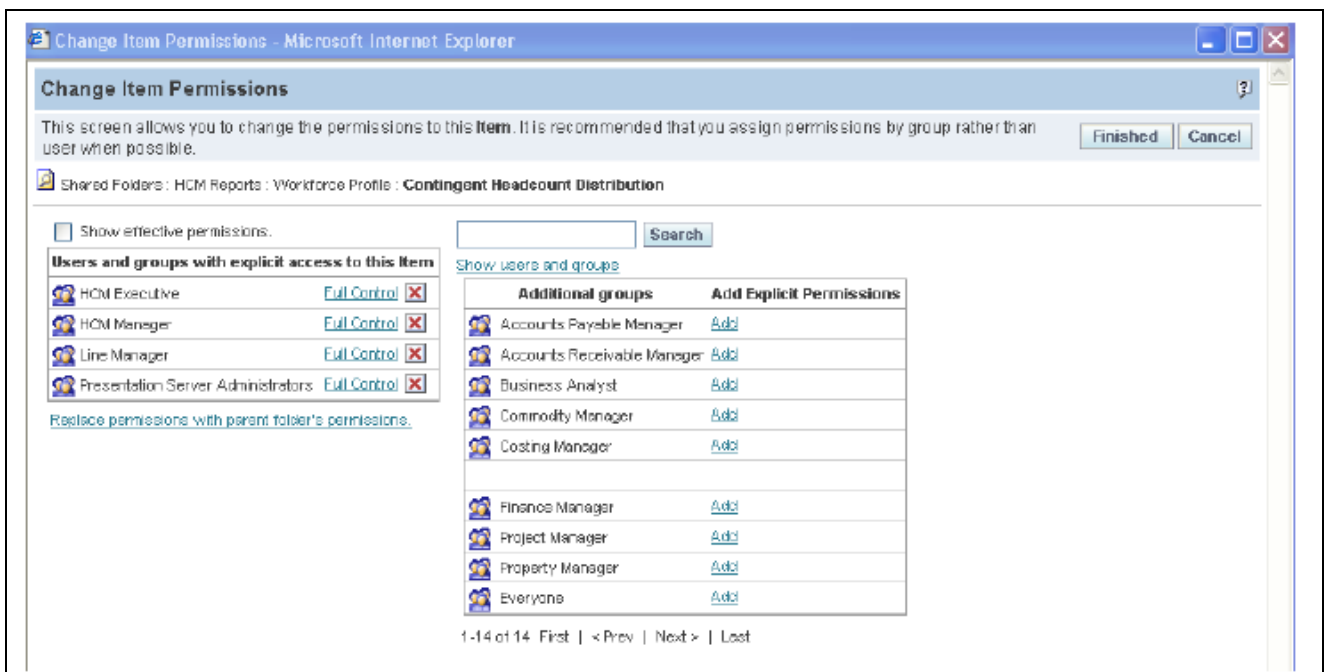 Change Item Permissions - Microsoft Internet Explorer
Change Item Permissions
This screen allows you to change the permissions to this Item. It is recommended that you assign permissions by group rather than
user when possible.
Finished Cancel
Shared Folders : HCM Reports : Workforce Profile : Contingent Headcount Distribution
Show effective permissions.
Search
Users and groups with explicit access to this Item
Show users and groups
HCM Executive Full Control
HCM Manager Full Control
Line Manager Full Control
Presentation Server Administrators Full Control
Replace permissions with parent folder's permissions.
Additional groups Add Explicit Permissions
Accounts Payable Manager Add
Accounts Receivable Manager Add
Business Analyst Add
Commodity Manager Add
Costing Manager Add
Finance Manager Add
Project Manager Add
Property Manager Add
Everyone Add
1-14 of 14 First | < Prev | Next > | Last